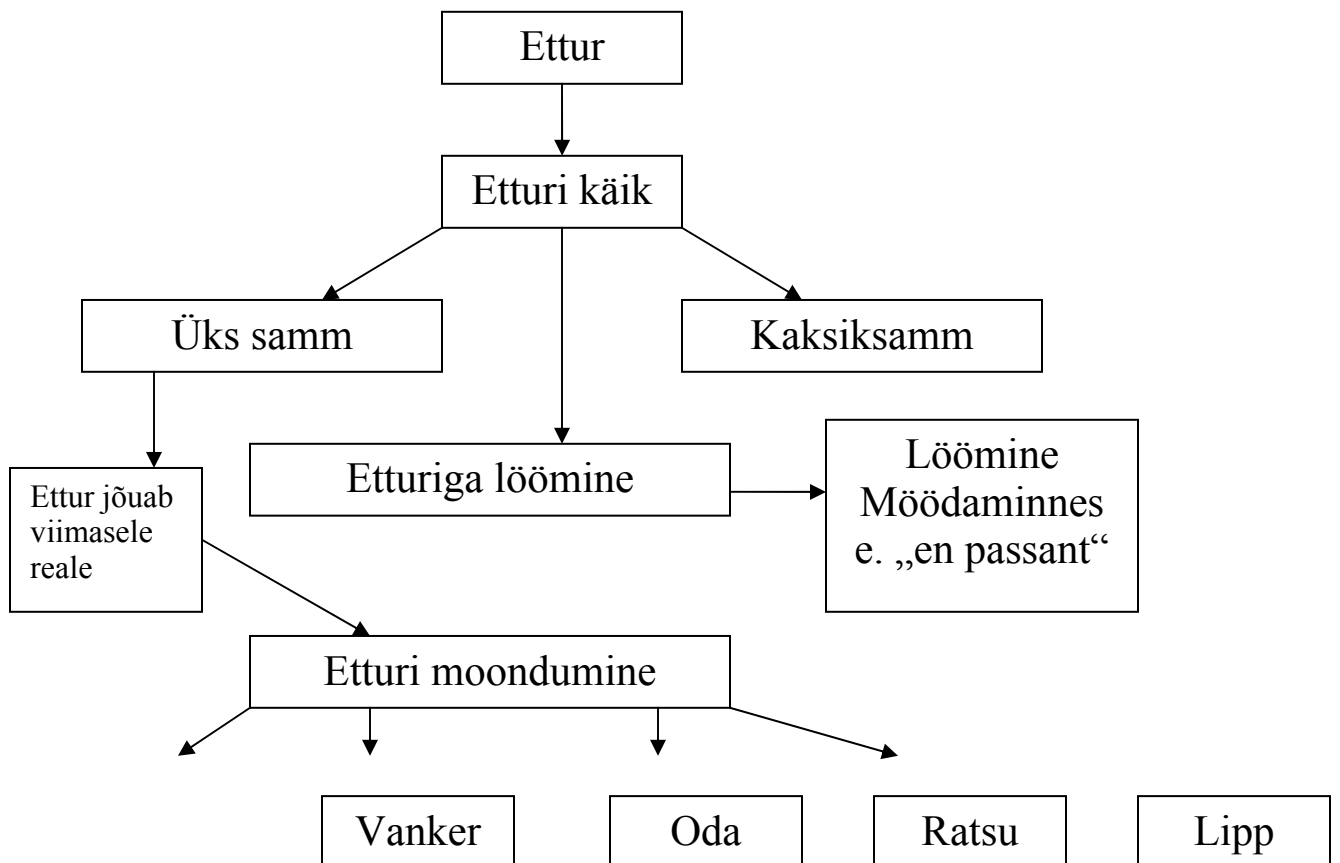 Ettur
Etturi käik
Üks samm
Kaksiksamm
Etturiga löömine
Löömine
Möödaminnes
e. „en passant“
Ettur jõuab
viimasele
reale
Etturi moondumine
Vanker
Oda
Ratsu
Lipp